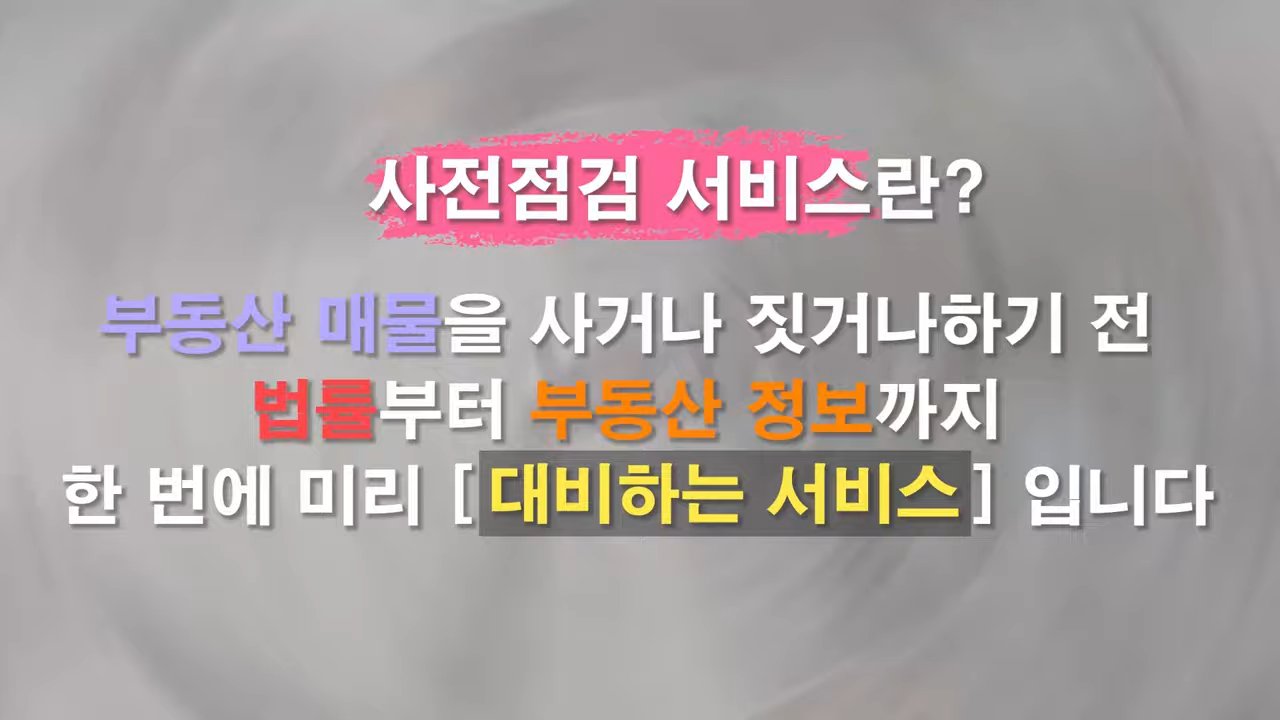 사전점검 서비스란?
부동산 매물을 사거나 짓거나하기 전
법률부터 부동산 정보까지
한 번에 미리 [대비하는 서비스] 입니다